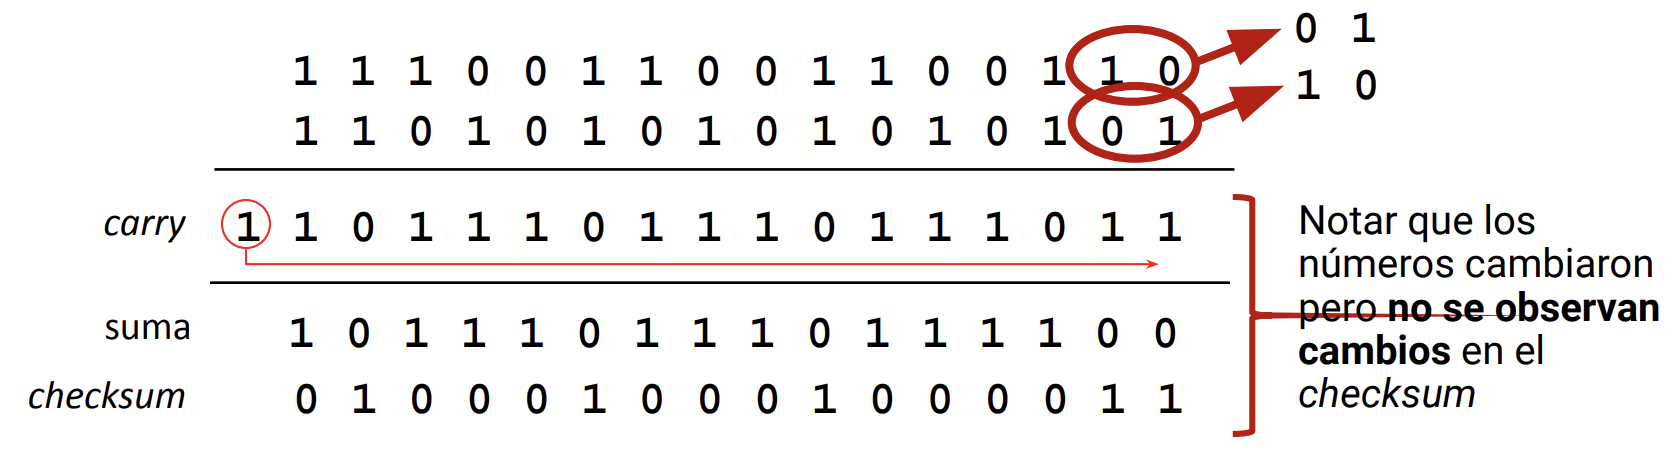 0 1
1 1 1 0 0 1 1 0 0 1 1 0 0 1 1 0
1 0
1 1 0 1 0 1 0 1 0 1 0 1 0 1 0 1
carry 1 1 0 1 1 1 0 1 1 1 0 1 1 1 0 1 1
suma 1 0 1 1 1 0 1 1 1 0 1 1 1 1 0 0
checksum 0 1 0 0 0 1 0 0 0 1 0 0 0 0 1 1
Notar que los
números cambiaron
pero no se observan
cambios en el
checksum